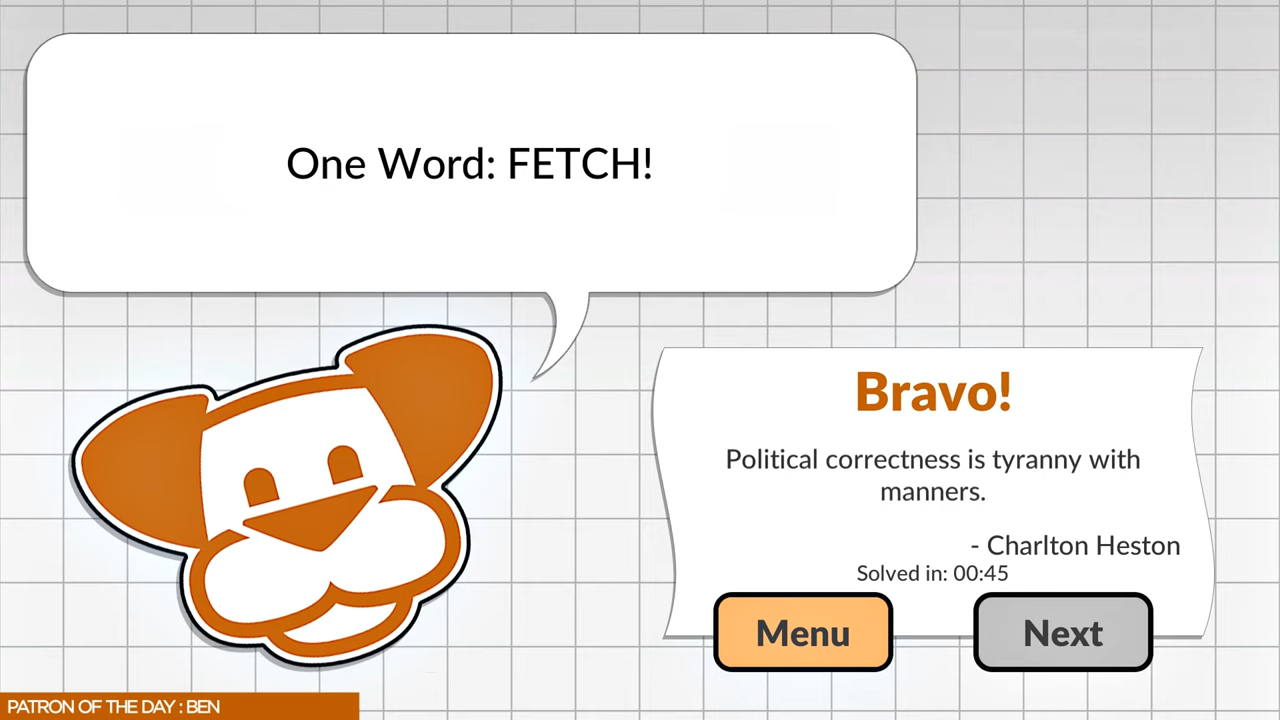 One Word: FETCH!
Bravo!
Political correctness is tyranny with
manners.
- Charlton Heston
Solved in: 00:45
Menu
Next
PATRON OF THE DAY : BEN